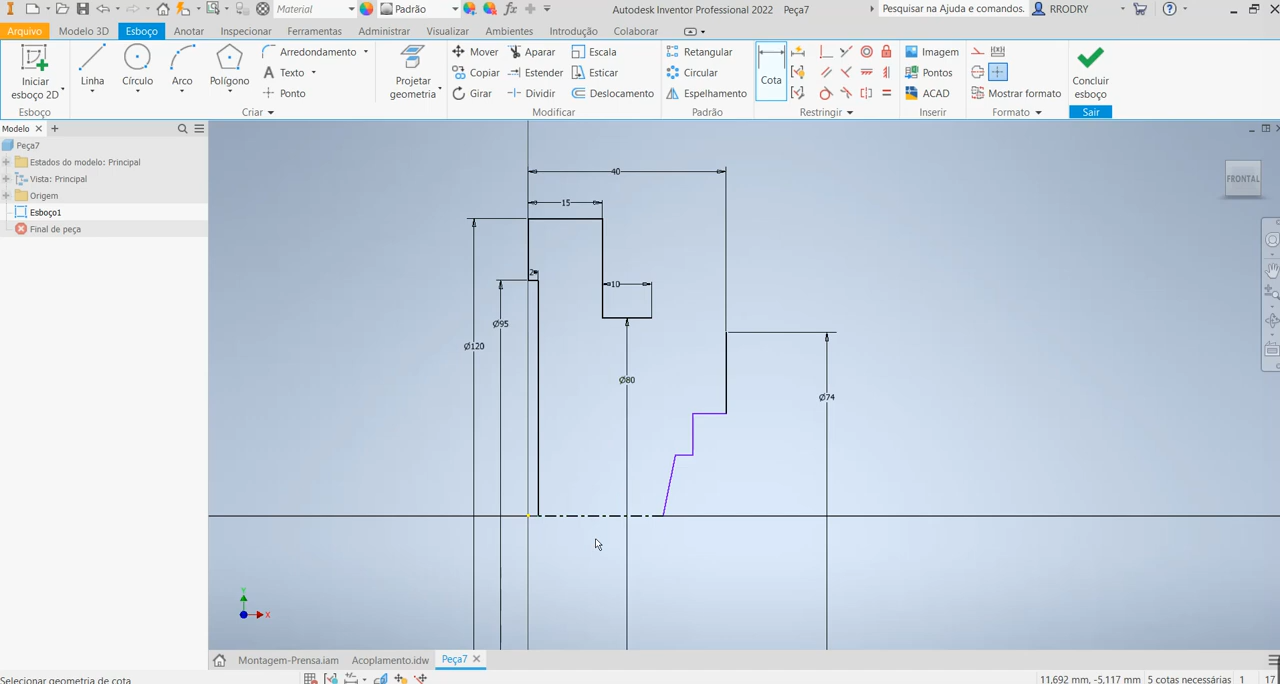 Material Padrão Autodesk Inventor Professional 2022 Peça7 Pesquisar na Ajuda e comandos. RRODRY
Arquivo Modelo 3D Esboço Anotar Inspecionar Ferramentas Administrar Visualizar Ambientes Introdução Colaborar
Iniciar esboço 2D
Linha Círculo Arco Polígono
Arredondamento
Texto
Ponto
Projetar geometria
Mover Aparar Escala
Copiar Estender Esticar
Girar Dividir Deslocamento
Retangular
Circular
Espelhamento
Cota
Imagem
Pontos
ACAD
Mostrar formato
Concluir esboço
Esboço Criar Modificar Padrão Restringir Inserir Formato Sair
Modelo
Peça7
Estados do modelo: Principal
Vista: Principal
Origem
Esboço1
Final de peça
FRONTAL
40
15
2
10
Ø95
Ø120
Ø80
Ø74
Y
X
Montagem-Prensa.iam Acoplamento.idw Peça7
Selecionar geometria de cota 11,692 mm, -5,117 mm 5 cotas necessárias 1 17